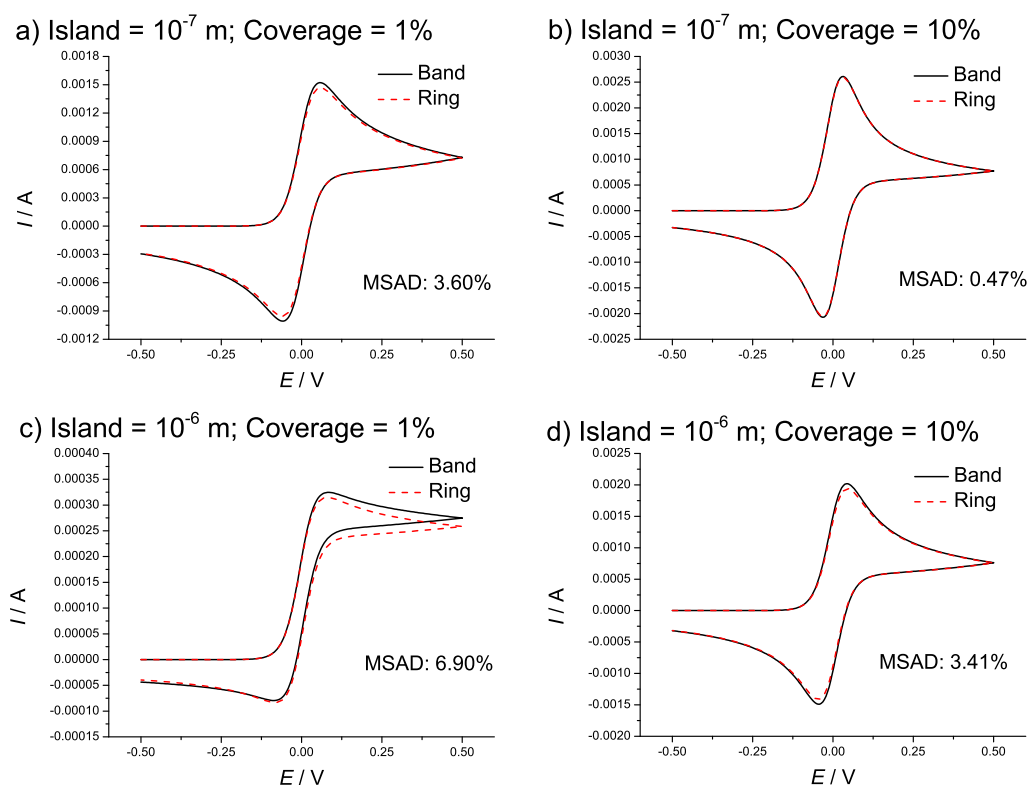 a) Island = 10⁻⁷ m; Coverage = 1%
0.0018
0.0015
0.0012
0.0009
0.0006
0.0003
0.0000
-0.0003
-0.0006
-0.0009
-0.0012
I / A
Band
Ring
MSAD: 3.60%
-0.50 -0.25 0.00 0.25 0.50
E / V
b) Island = 10⁻⁷ m; Coverage = 10%
0.0030
0.0025
0.0020
0.0015
0.0010
0.0005
0.0000
-0.0005
-0.0010
-0.0015
-0.0020
-0.0025
I / A
Band
Ring
MSAD: 0.47%
-0.50 -0.25 0.00 0.25 0.50
E / V
c) Island = 10⁻⁶ m; Coverage = 1%
0.00040
0.00035
0.00030
0.00025
0.00020
0.00015
0.00010
0.00005
0.00000
-0.00005
-0.00010
-0.00015
I / A
Band
Ring
MSAD: 6.90%
-0.50 -0.25 0.00 0.25 0.50
E / V
d) Island = 10⁻⁶ m; Coverage = 10%
0.0025
0.0020
0.0015
0.0010
0.0005
0.0000
-0.0005
-0.0010
-0.0015
-0.0020
I / A
Band
Ring
MSAD: 3.41%
-0.50 -0.25 0.00 0.25 0.50
E / V